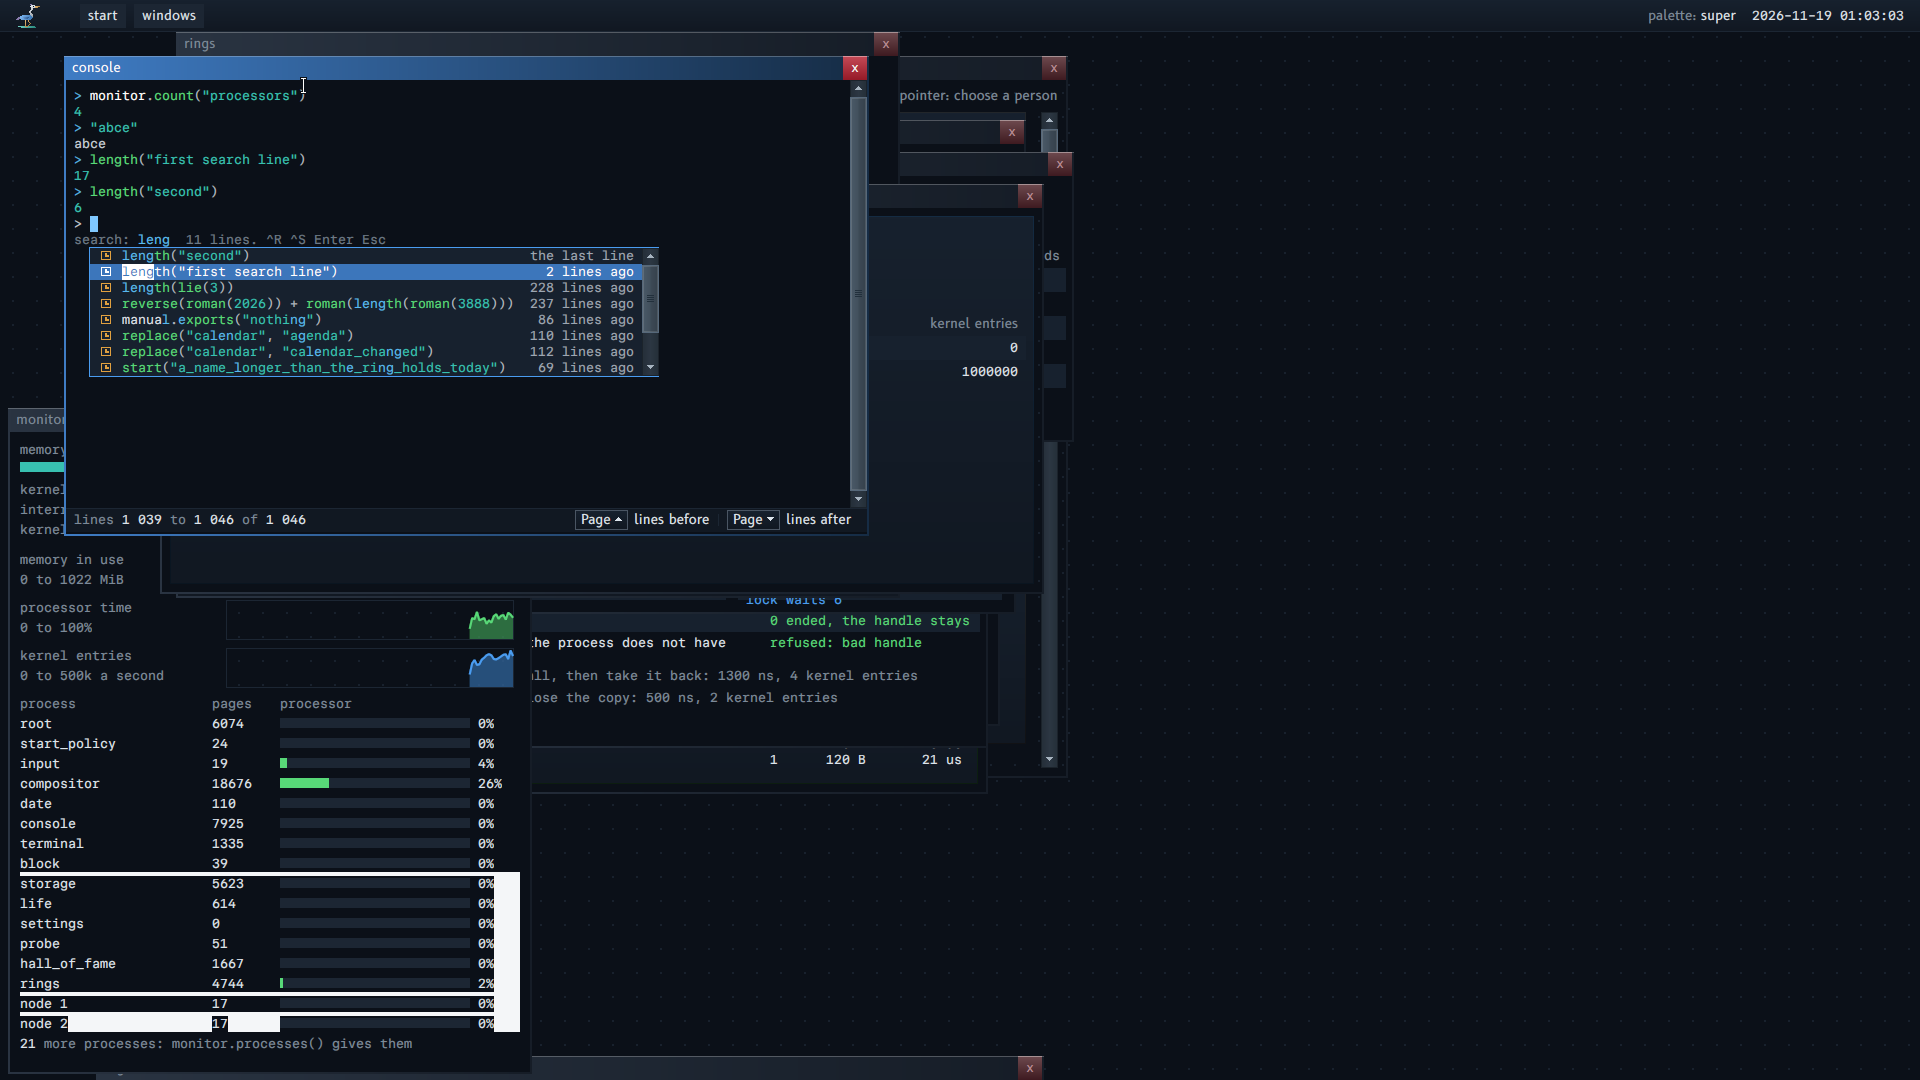 start windows palette: super 2026-11-19 01:03:03
rings x
console x
x
> monitor.count("processors")
pointer: choose a person
4
> "abce"
x
abce
> length("first search line")
x
17
> length("second")
x
6
>
search: leng 11 lines. ^R ^S Enter Esc
length("second") the last line
ds
length("first search line") 2 lines ago
length(lie(3)) 228 lines ago
reverse(roman(2026)) + roman(length(roman(3888))) 237 lines ago
manual.exports("nothing") 86 lines ago
kernel entries
replace("calendar", "agenda") 110 lines ago
0
replace("calendar", "calendar_changed") 112 lines ago
start("a_name_longer_than_the_ring_holds_today") 69 lines ago
1000000
monitor
memory
kernel
inter
kernel
lines 1 039 to 1 046 of 1 046 Page lines before Page lines after
memory in use
0 to 1022 MiB
processor time
0 to 100%
lock waits 6
0 ended, the handle stays
the process does not have refused: bad handle
kernel entries
0 to 500k a second
all, then take it back: 1300 ns, 4 kernel entries
lose the copy: 500 ns, 2 kernel entries
process pages processor
root 6074 0%
start_policy 24 0%
input 19 4%
1 120 B 21 us
compositor 18676 26%
date 110 0%
console 7925 0%
terminal 1335 0%
block 39 0%
storage 5623 0%
life 614 0%
settings 0 0%
probe 51 0%
hall_of_fame 1667 0%
rings 4744 2%
node 1 17 0%
node 2 17 0%
21 more processes: monitor.processes() gives them
x